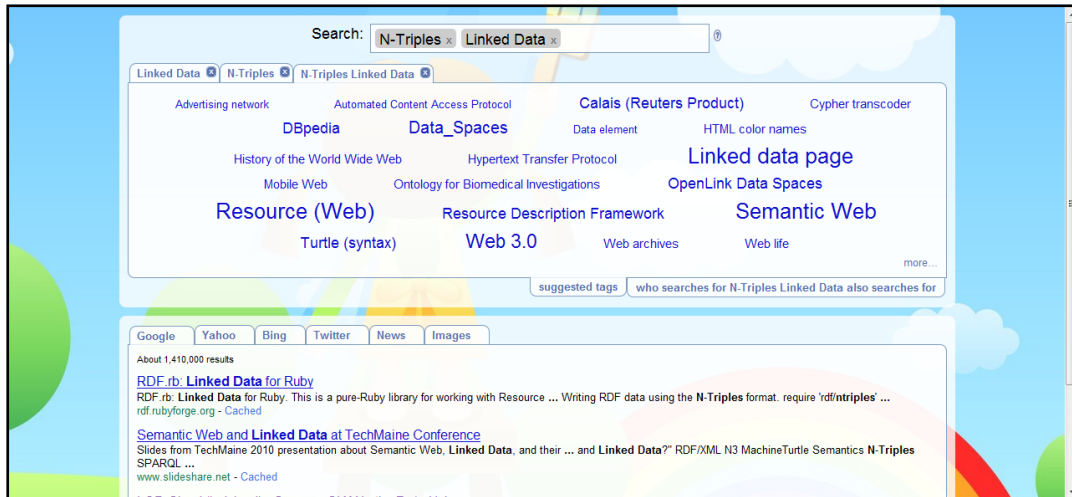 Search: N-Triples x Linked Data x
Linked Data N-Triples N-Triples Linked Data
Advertising network Automated Content Access Protocol Calais (Reuters Product) Cypher transcoder
DBpedia Data_Spaces Data element HTML color names
History of the World Wide Web Hypertext Transfer Protocol Linked data page
Mobile Web Ontology for Biomedical Investigations OpenLink Data Spaces
Resource (Web) Resource Description Framework Semantic Web
Turtle (syntax) Web 3.0 Web archives Web life
more...
suggested tags who searches for N-Triples Linked Data also searches for
Google Yahoo Bing Twitter News Images
About 1,410,000 results
RDF.rb: Linked Data for Ruby
RDF.rb: Linked Data for Ruby. This is a pure-Ruby library for working with Resource ... Writing RDF data using the N-Triples format. require 'rdf/ntriples' ...
rdf.rubyforge.org - Cached
Semantic Web and Linked Data at TechMaine Conference
Slides from TechMaine 2010 presentation about Semantic Web, Linked Data, and their ... and Linked Data?" RDF/XML N3 MachineTurtle Semantics N-Triples
SPARQL ...
www.slideshare.net - Cached